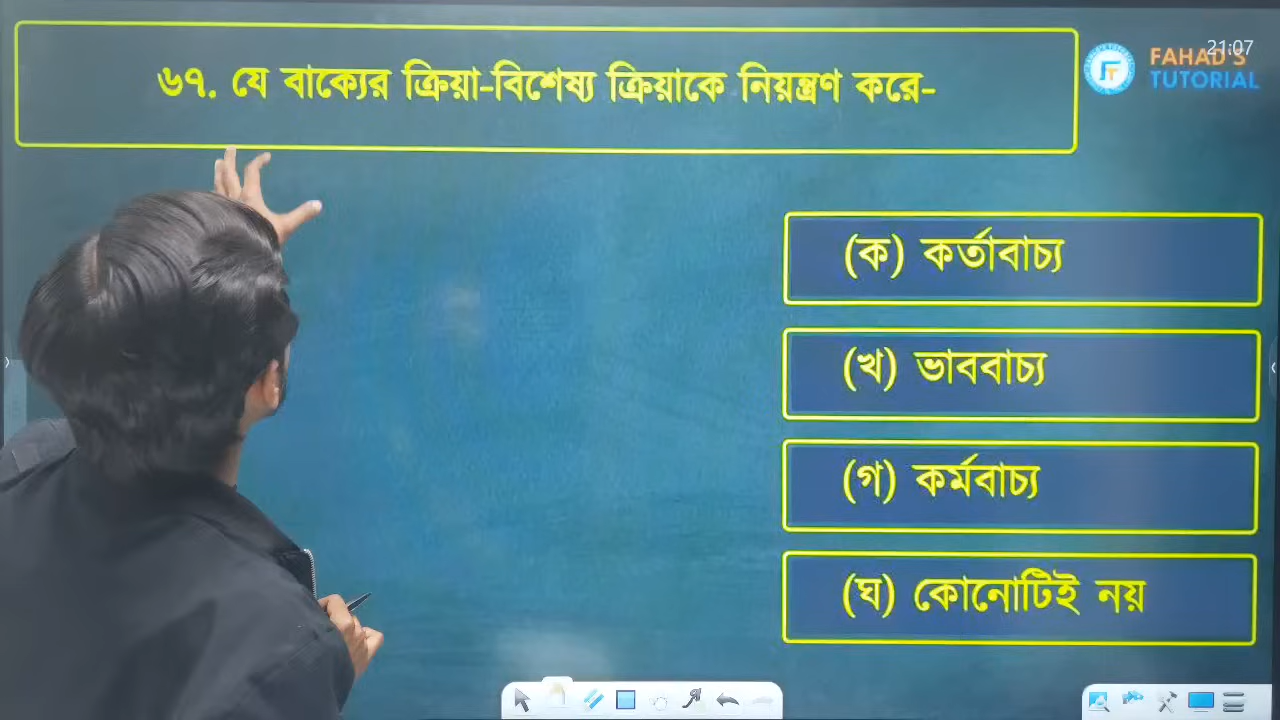 ৬৭. যে বাক্যের ক্রিয়া-বিশেষ্য ক্রিয়াকে নিয়ন্ত্রণ করে-
21:07
FAHAD'S
TUTORIAL
(ক) কর্তাবাচ্য
(খ) ভাববাচ্য
(গ) কর্মবাচ্য
(ঘ) কোনোটিই নয়